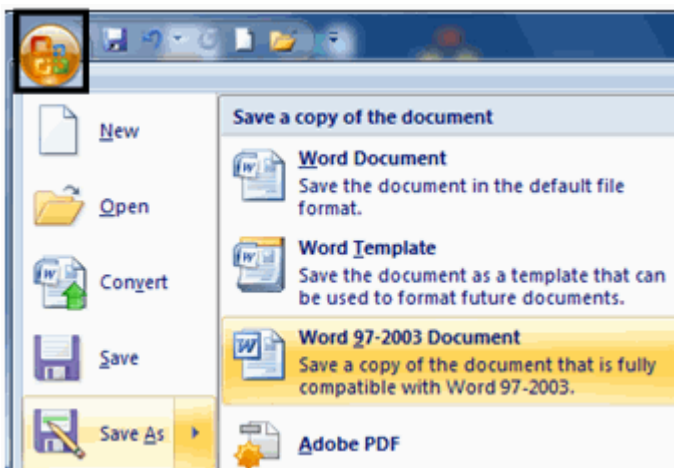 New
Open
Convert
Save
Save As
Save a copy of the document
Word Document
Save the document in the default file
format.
Word Template
Save the document as a template that can
be used to format future documents.
Word 97-2003 Document
Save a copy of the document that is fully
compatible with Word 97-2003.
Adobe PDF